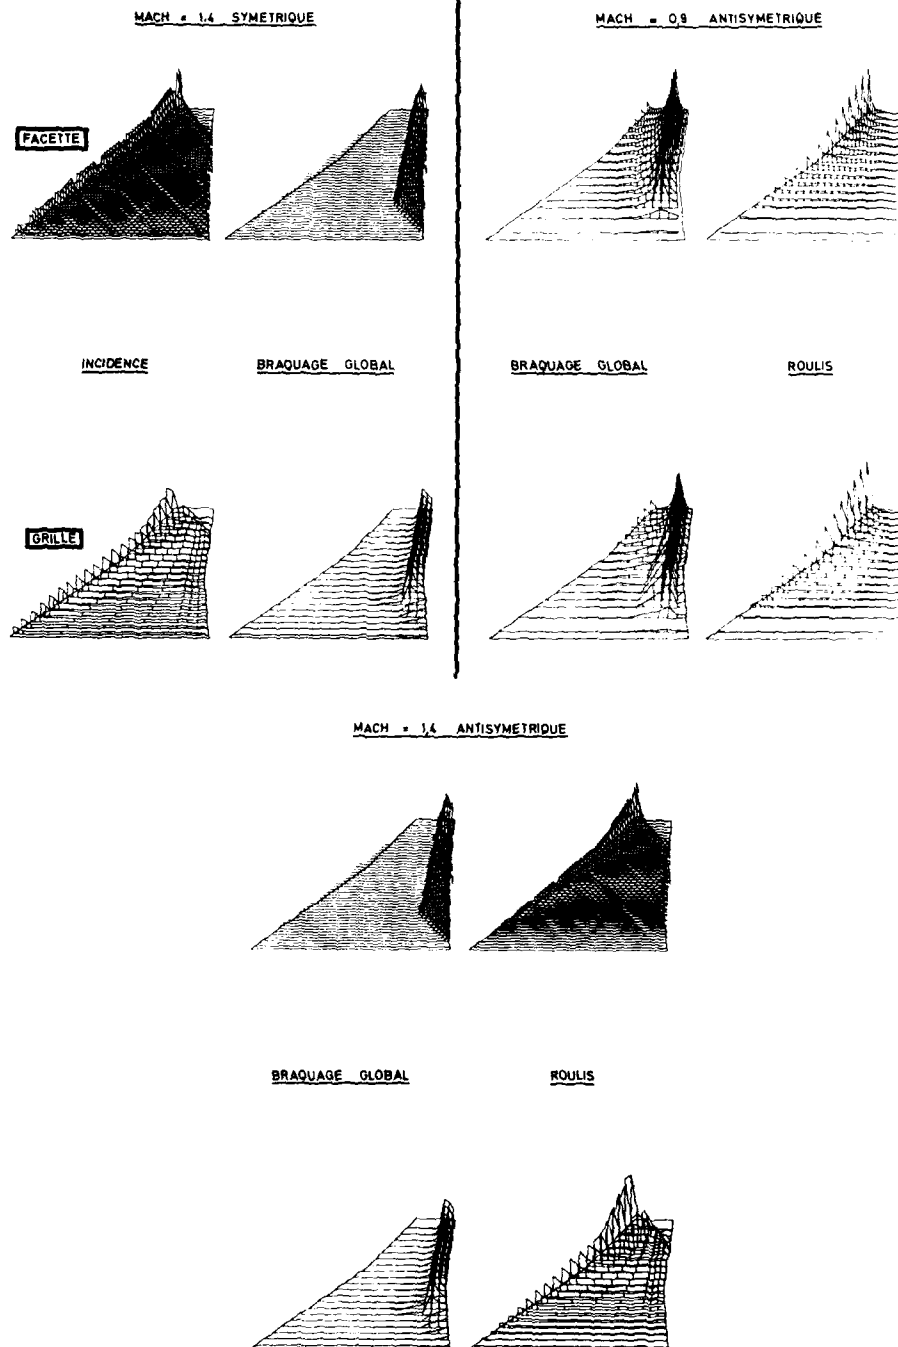 MACH = 1.4 SYMETRIQUE
MACH = 0,9 ANTISYMETRIQUE
FACETTE
INCIDENCE
BRAQUAGE GLOBAL
BRAQUAGE GLOBAL
ROULIS
GRILLE
MACH = 1,4 ANTISYMETRIQUE
BRAQUAGE GLOBAL
ROULIS